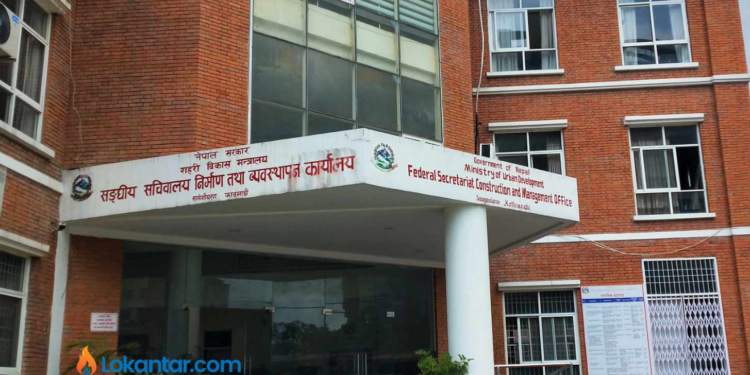 नेपाल सरकार
शहरी विकास मन्त्रालय
सङ्घीय सचिवालय निर्माण तथा व्यवस्थापन कार्यालय
Government of Nepal
Ministry of Urban Development
Federal Secretariat Construction and Management Office
Kathmandu
Lokantar.com